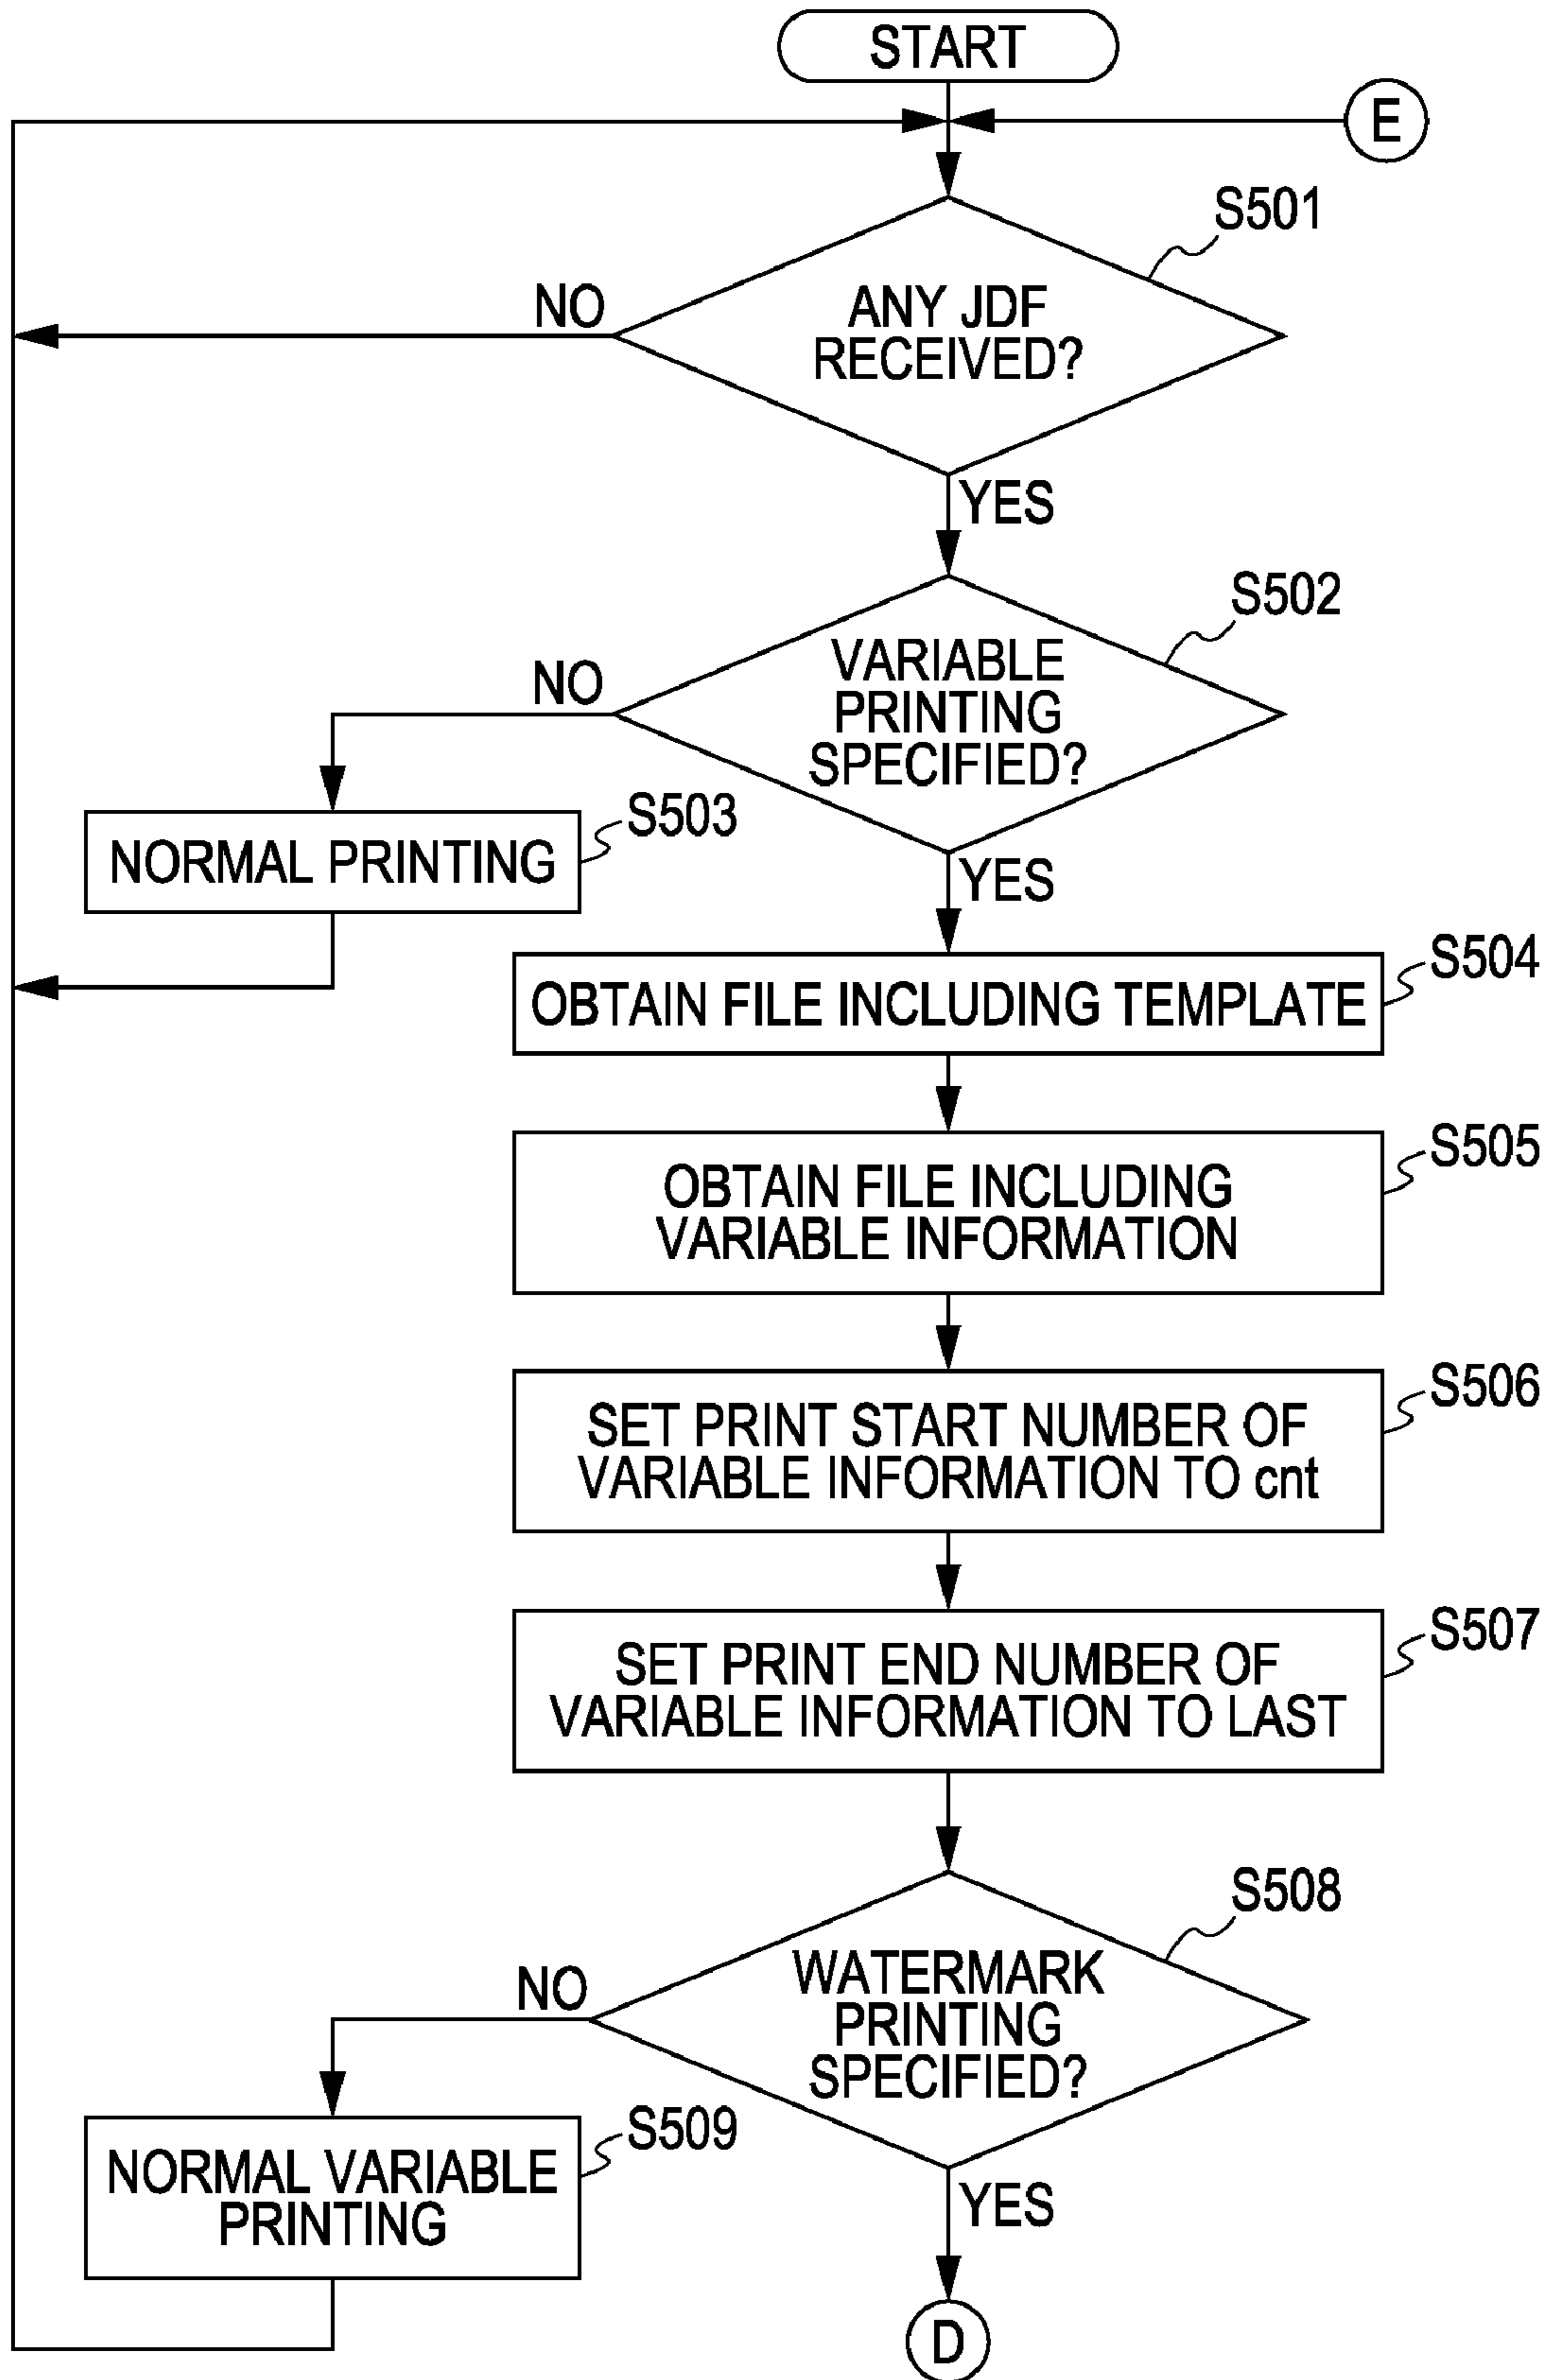 START
E
S501
NO
ANY JDF
RECEIVED?
YES
S502
NO
VARIABLE
PRINTING
SPECIFIED?
S503
NORMAL PRINTING
YES
S504
OBTAIN FILE INCLUDING TEMPLATE
S505
OBTAIN FILE INCLUDING
VARIABLE INFORMATION
S506
SET PRINT START NUMBER OF
VARIABLE INFORMATION TO cnt
S507
SET PRINT END NUMBER OF
VARIABLE INFORMATION TO LAST
S508
NO
WATERMARK
PRINTING
SPECIFIED?
S509
NORMAL VARIABLE
PRINTING
YES
D